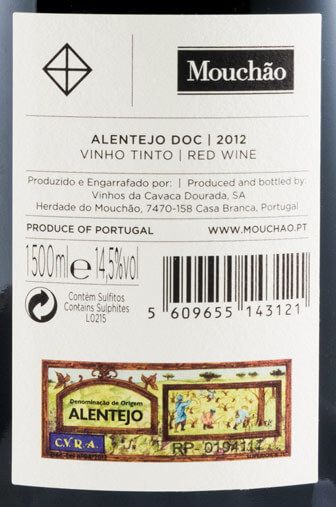 Mouchão
ALENTEJO DOC | 2012
VINHO TINTO | RED WINE
Produzido e Engarrafado por: | Produced and bottled by:
Vinhos da Cavaca Dourada, SA
Herdade do Mouchão, 7470-158 Casa Branca, Portugal
PRODUCE OF PORTUGAL WWW.MOUCHAO.PT
1500ml e 14,5%vol
Contém Sulfitos
Contains Sulphites
L0215
5 609655 143121
Denominação de Origem
ALENTEJO
C.V.R.A.
RP-